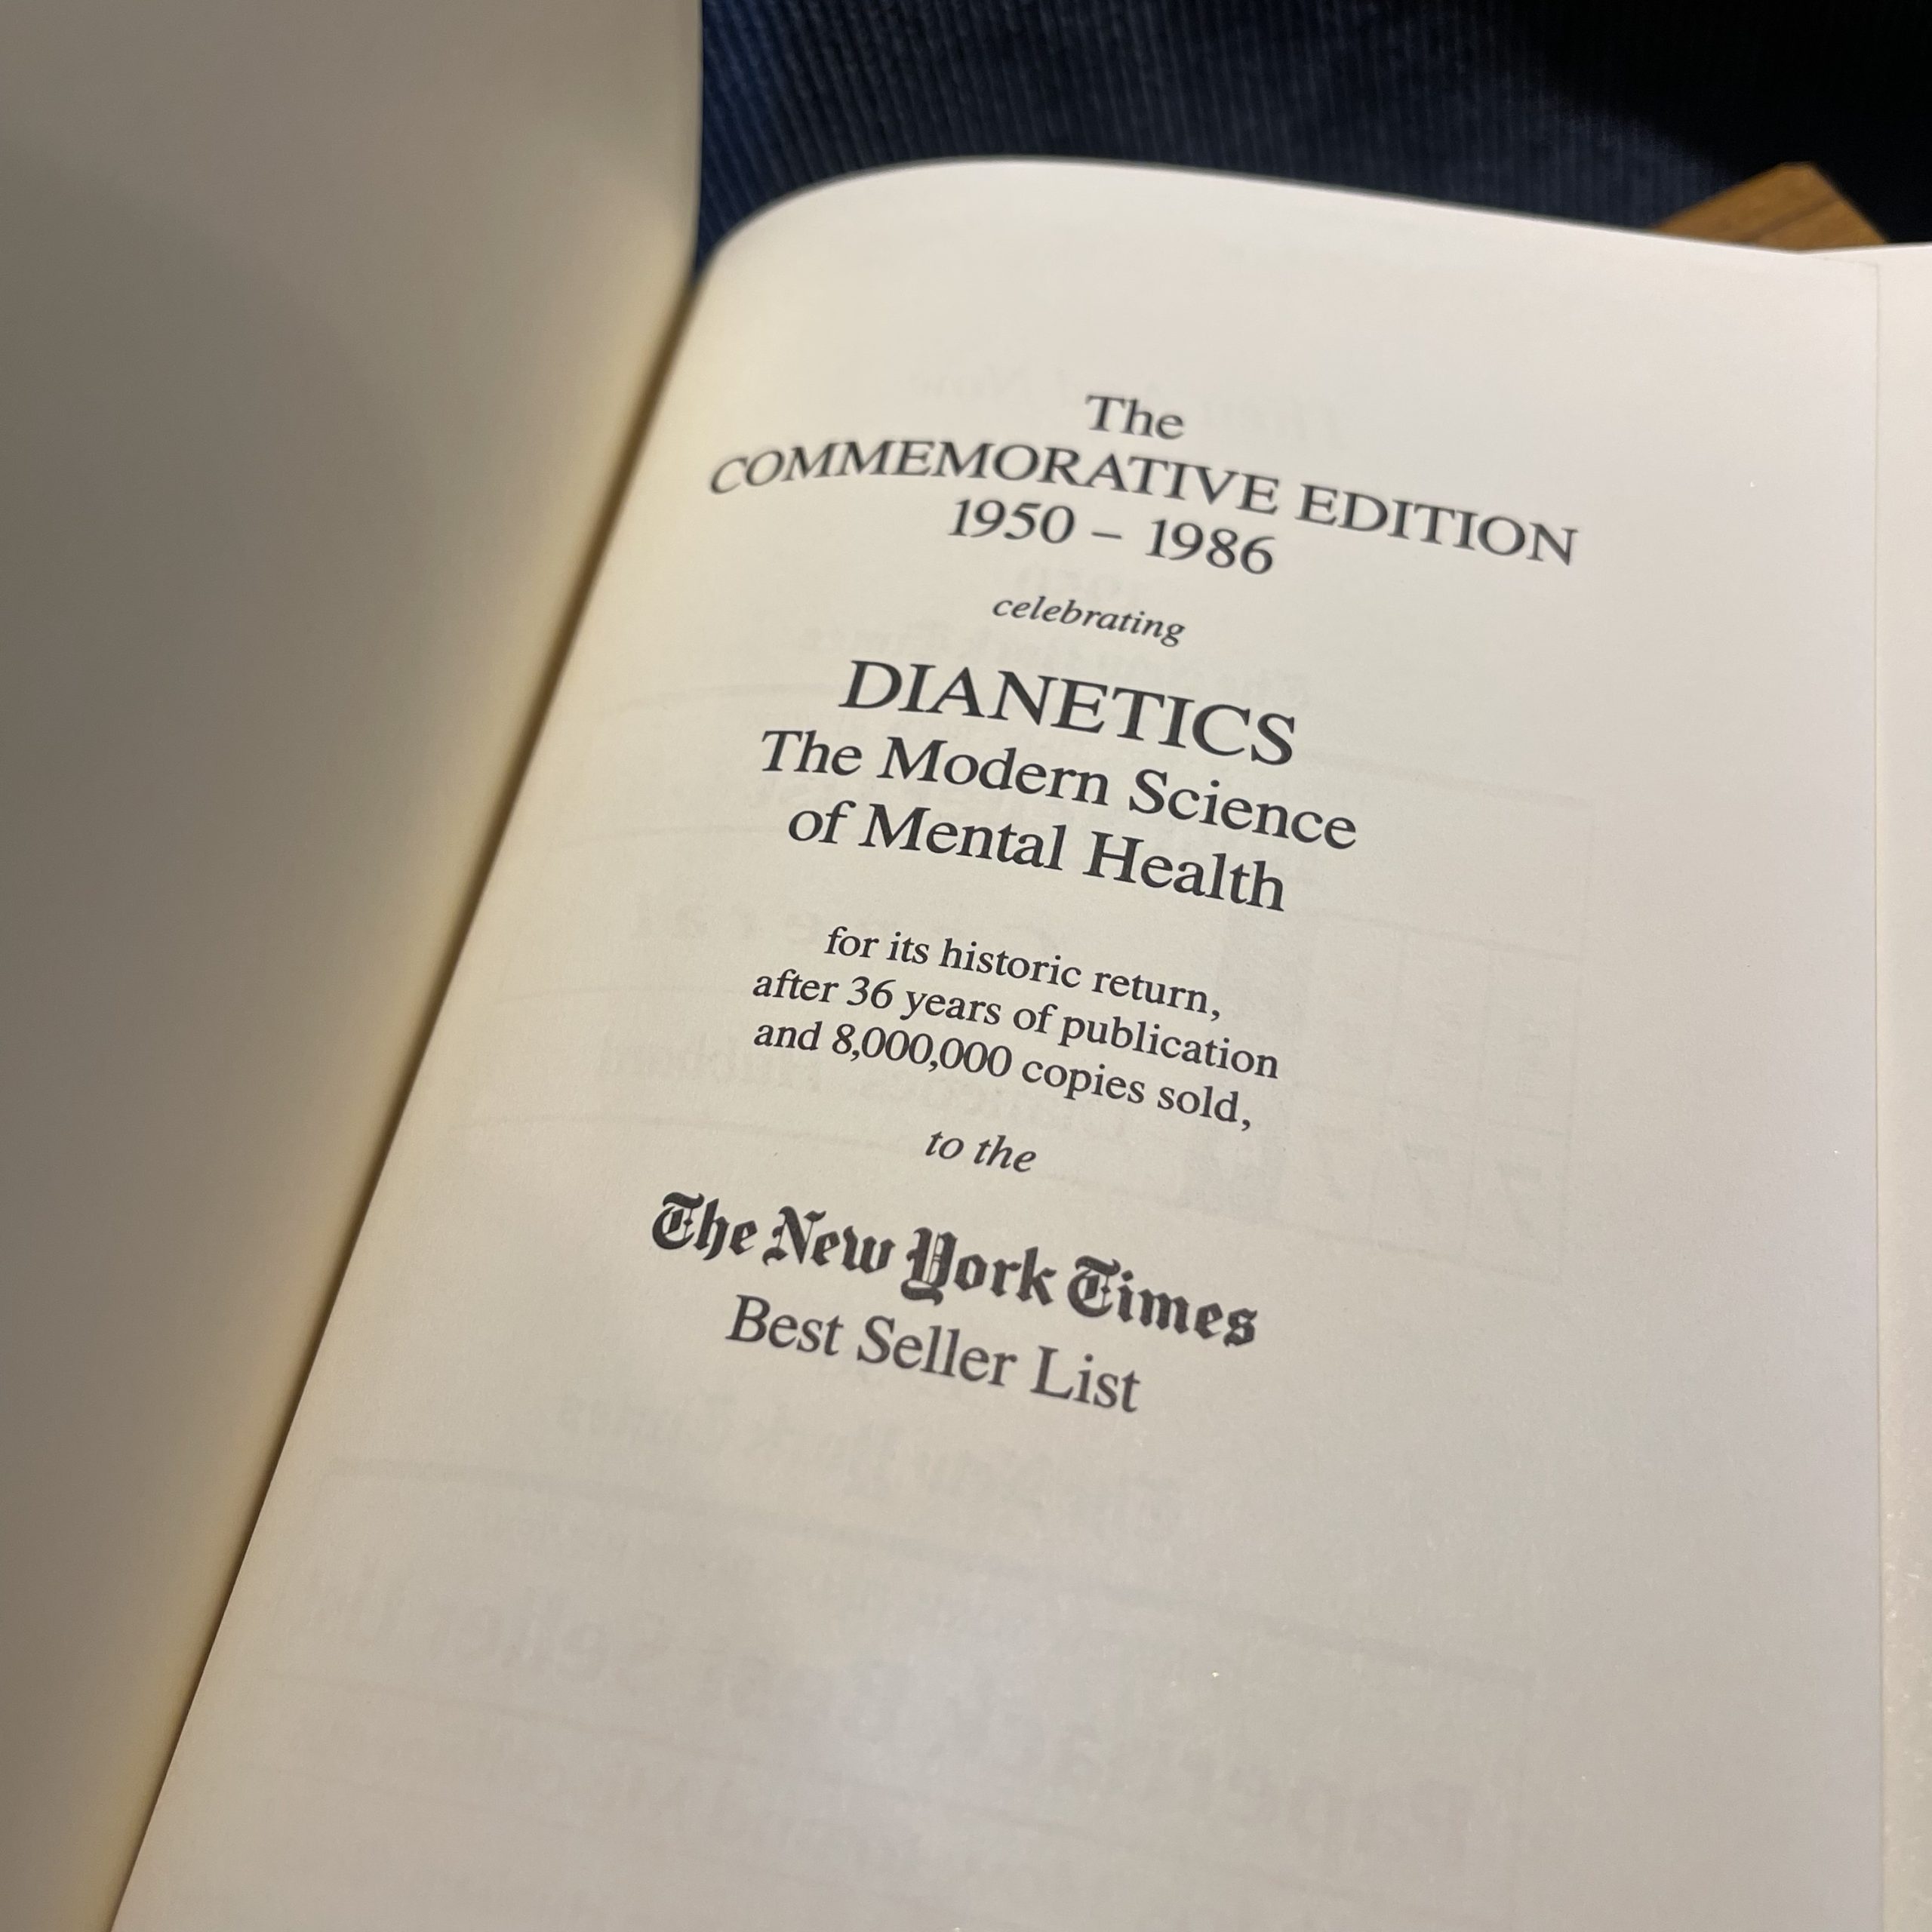 The
COMMEMORATIVE EDITION
1950 – 1986
celebrating
DIANETICS
The Modern Science
of Mental Health
for its historic return,
after 36 years of publication
and 8,000,000 copies sold,
to the
The New York Times
Best Seller List